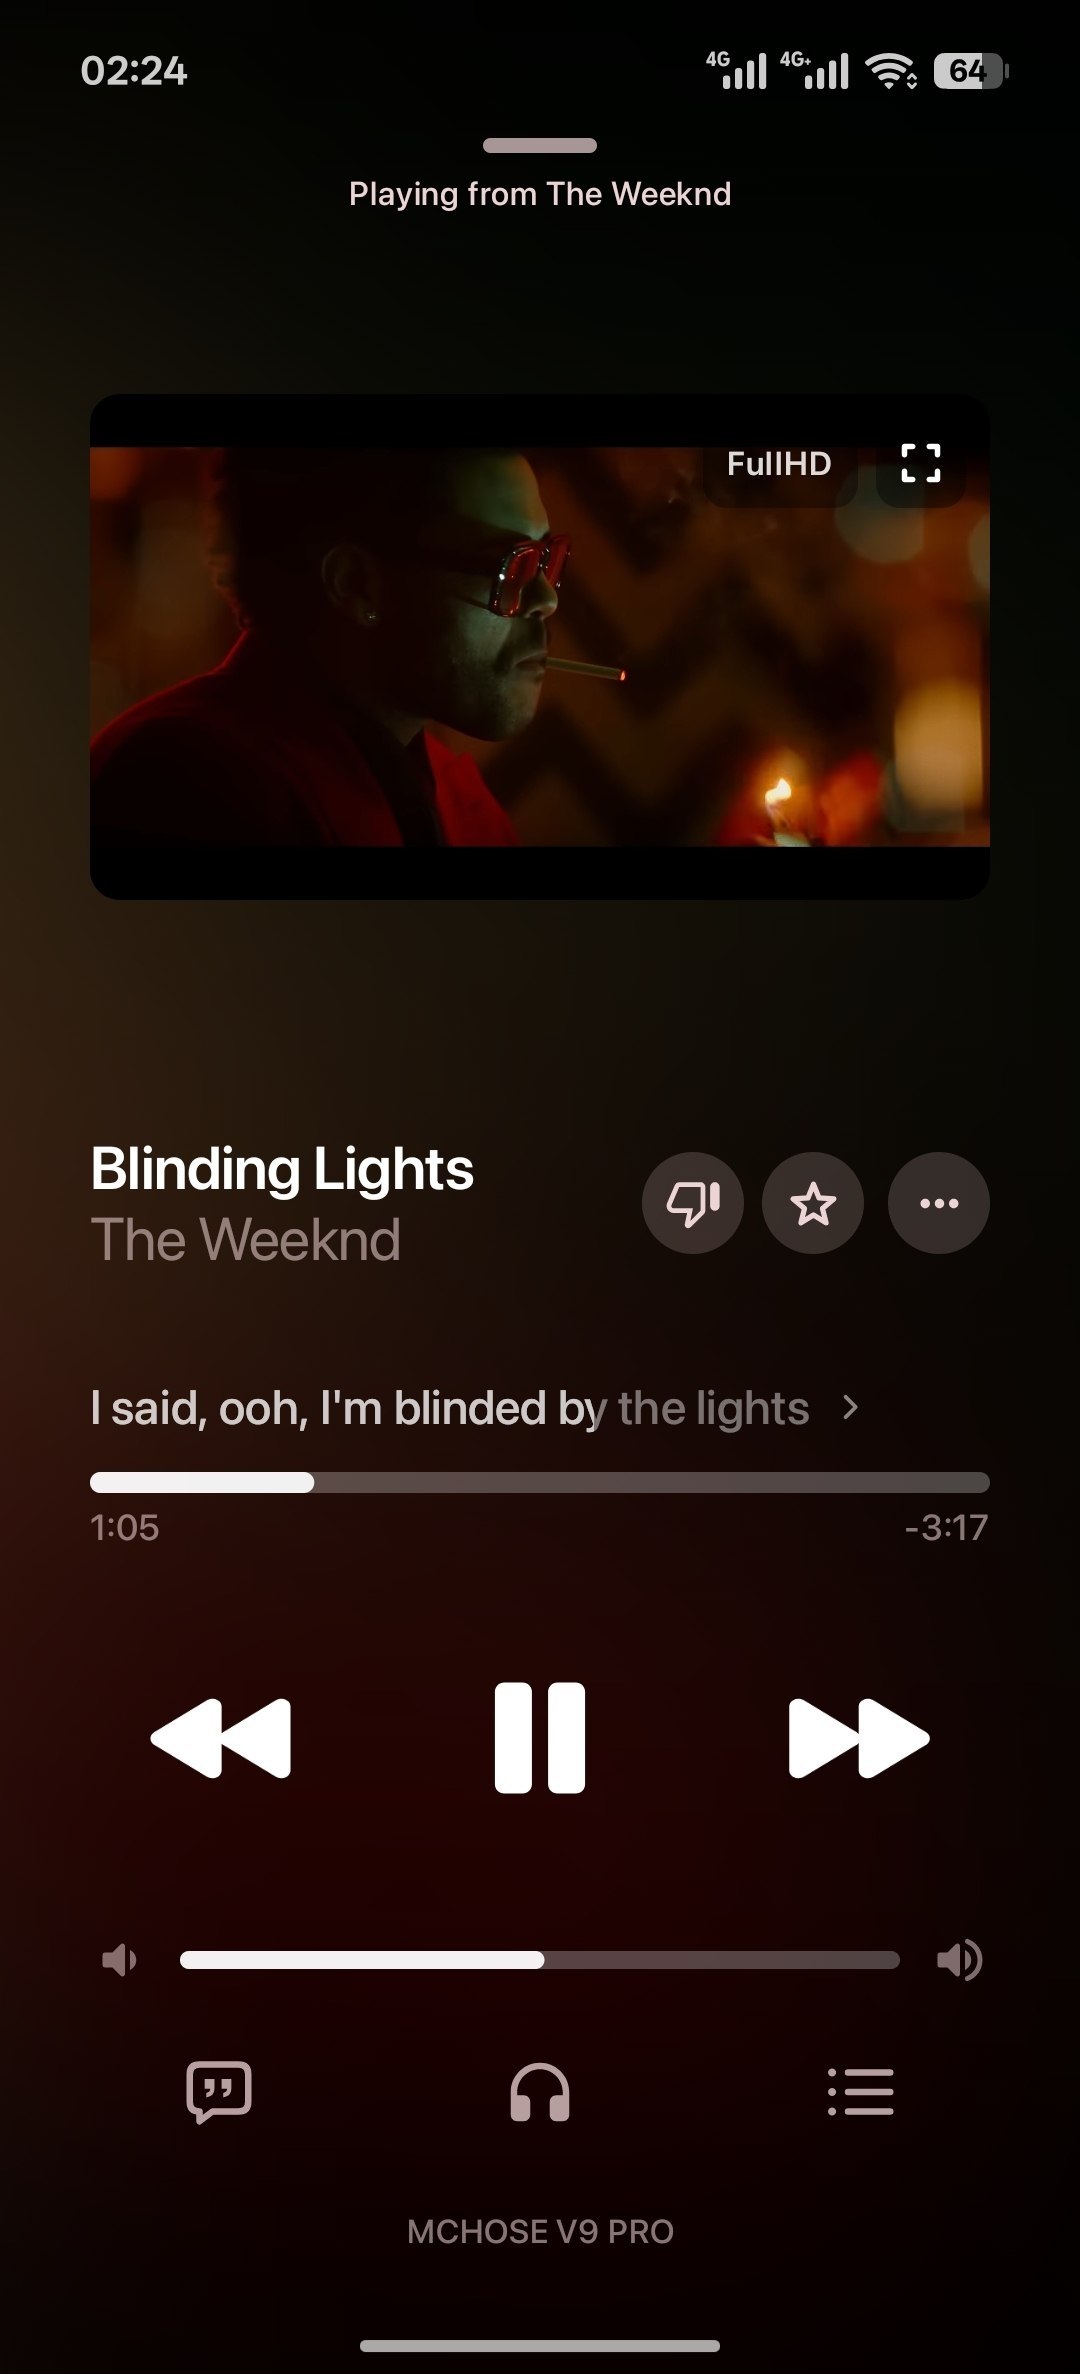 02:24 4G 4G+ 64
Playing from The Weeknd
FullHD
Blinding Lights
The Weeknd
I said, ooh, I'm blinded by the lights
1:05 -3:17
MCHOSE V9 PRO